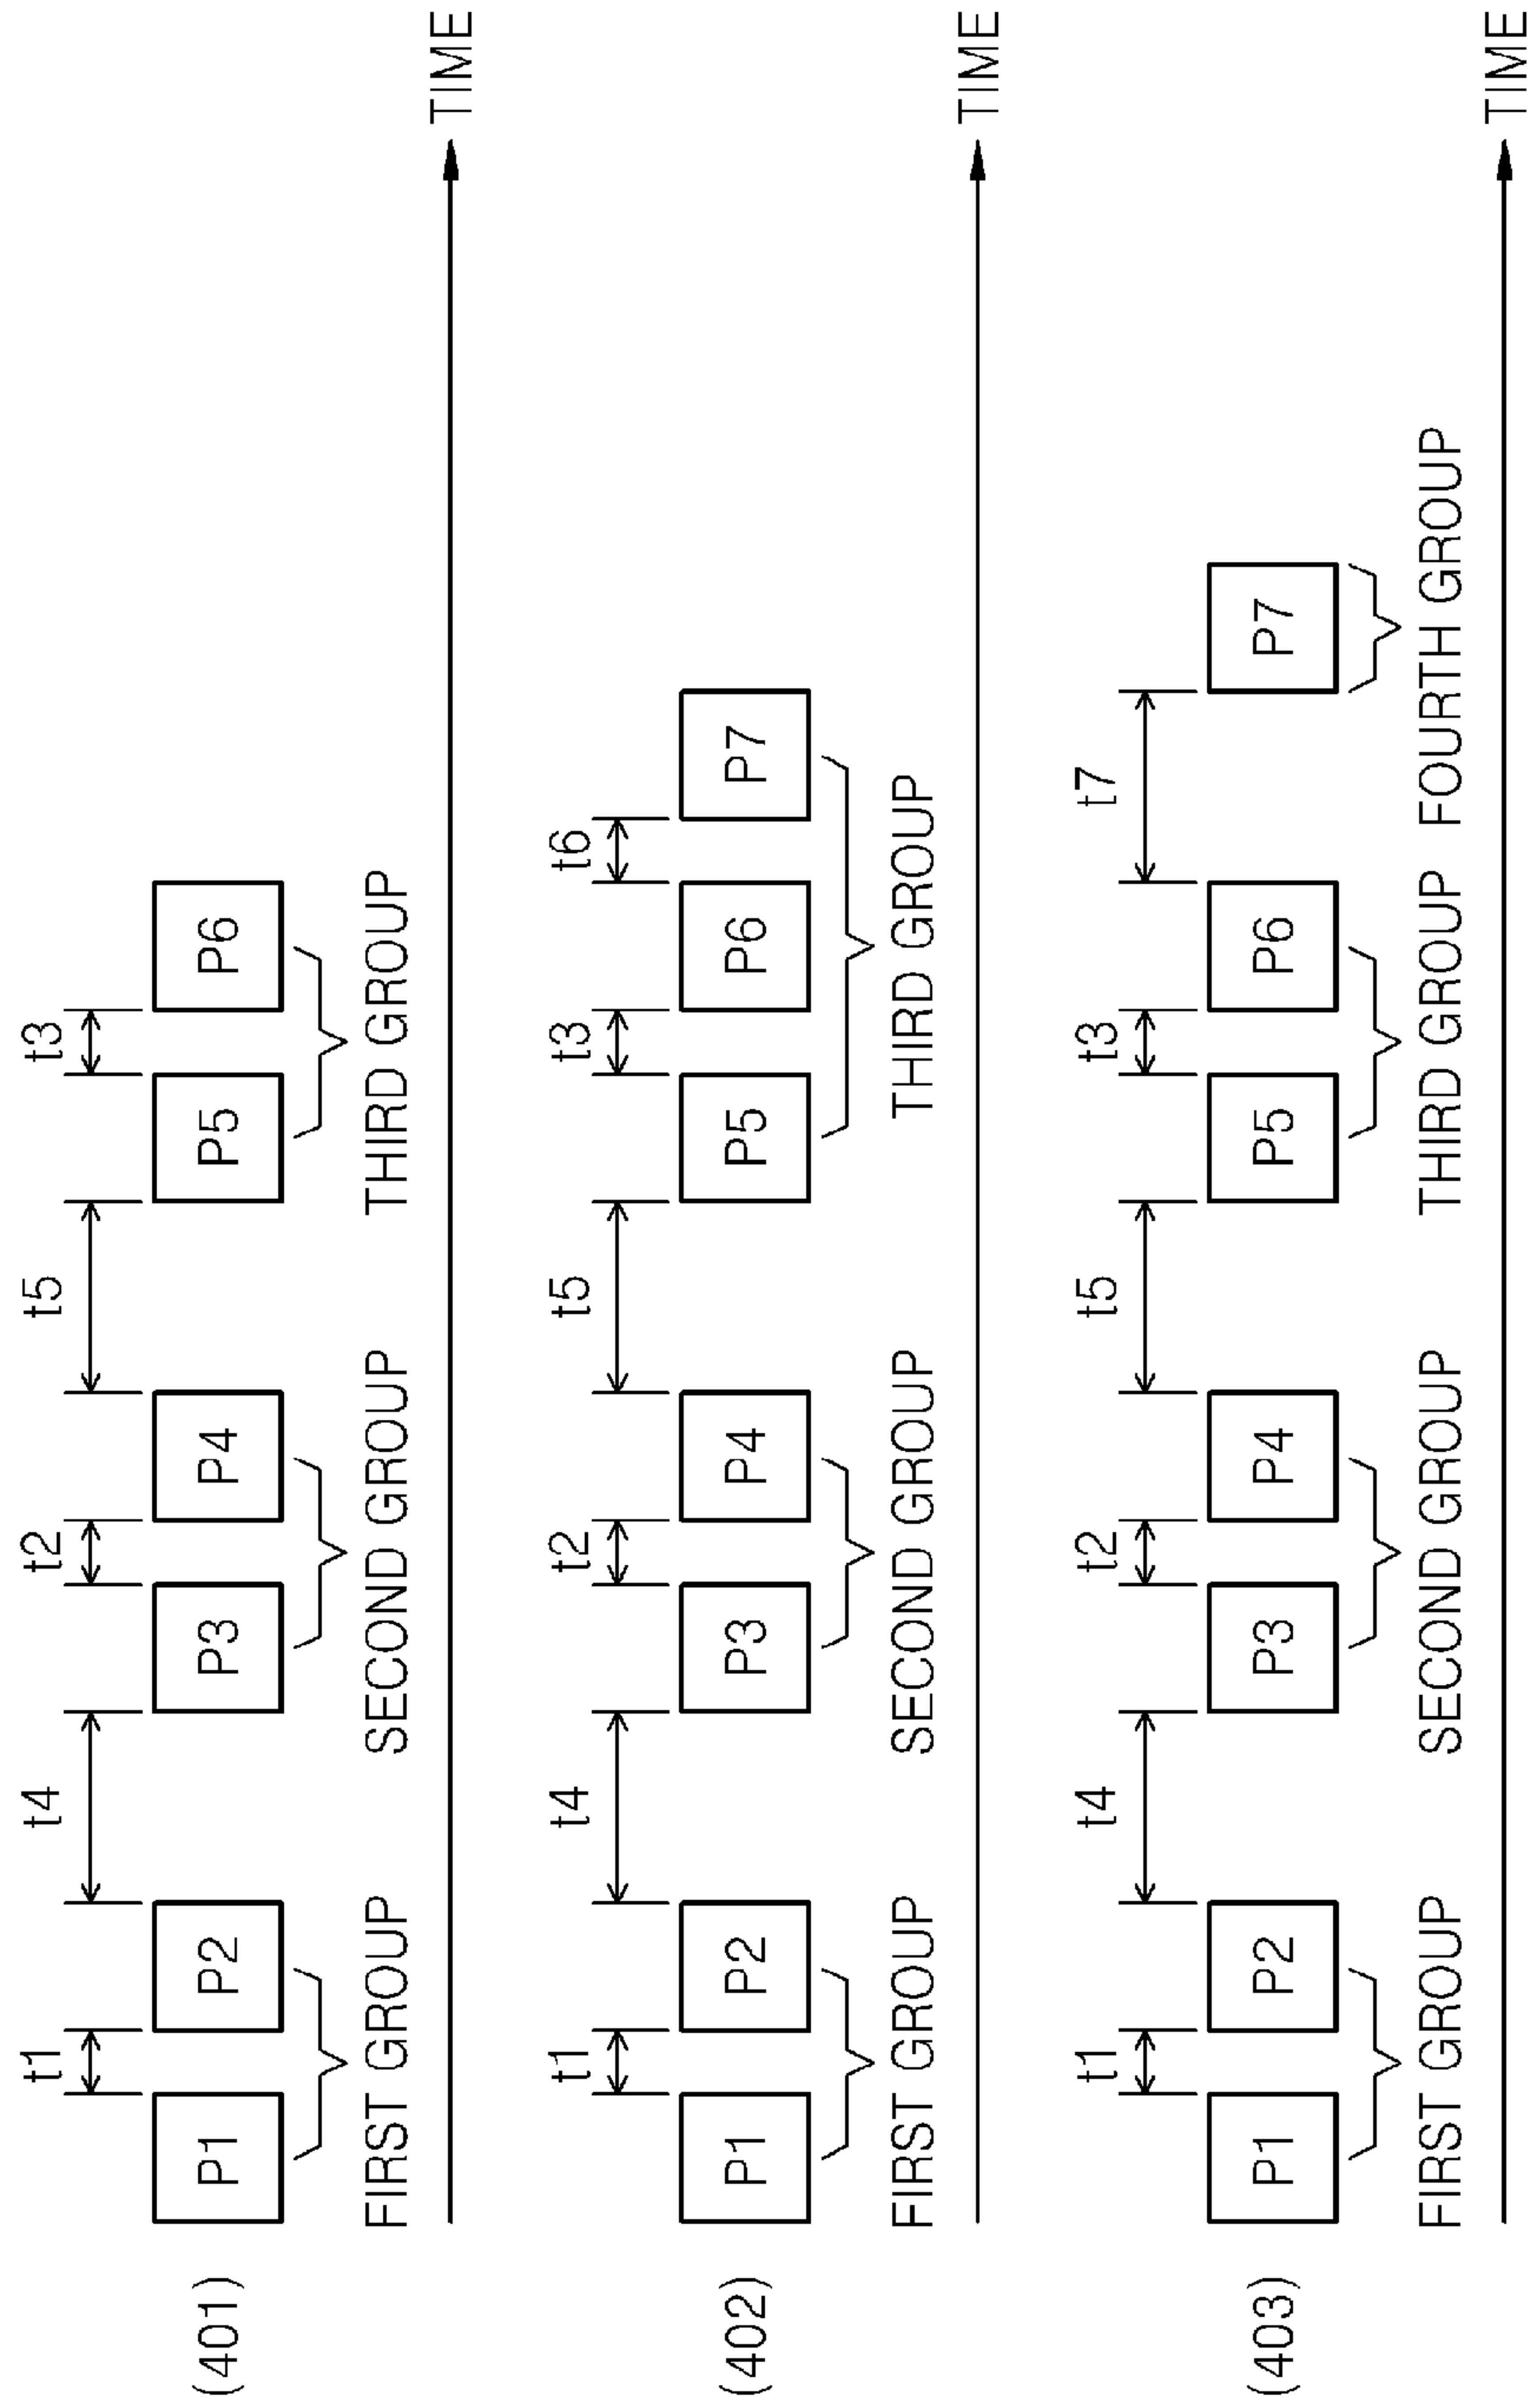 t1 t4 t2 t5 t3
(401) P1 P2 P3 P4 P5 P6
FIRST GROUP SECOND GROUP THIRD GROUP
TIME
t1 t4 t2 t5 t3 t6
(402) P1 P2 P3 P4 P5 P6 P7
FIRST GROUP SECOND GROUP THIRD GROUP
TIME
t1 t4 t2 t5 t3 t7
(403) P1 P2 P3 P4 P5 P6 P7
FIRST GROUP SECOND GROUP THIRD GROUP FOURTH GROUP
TIME